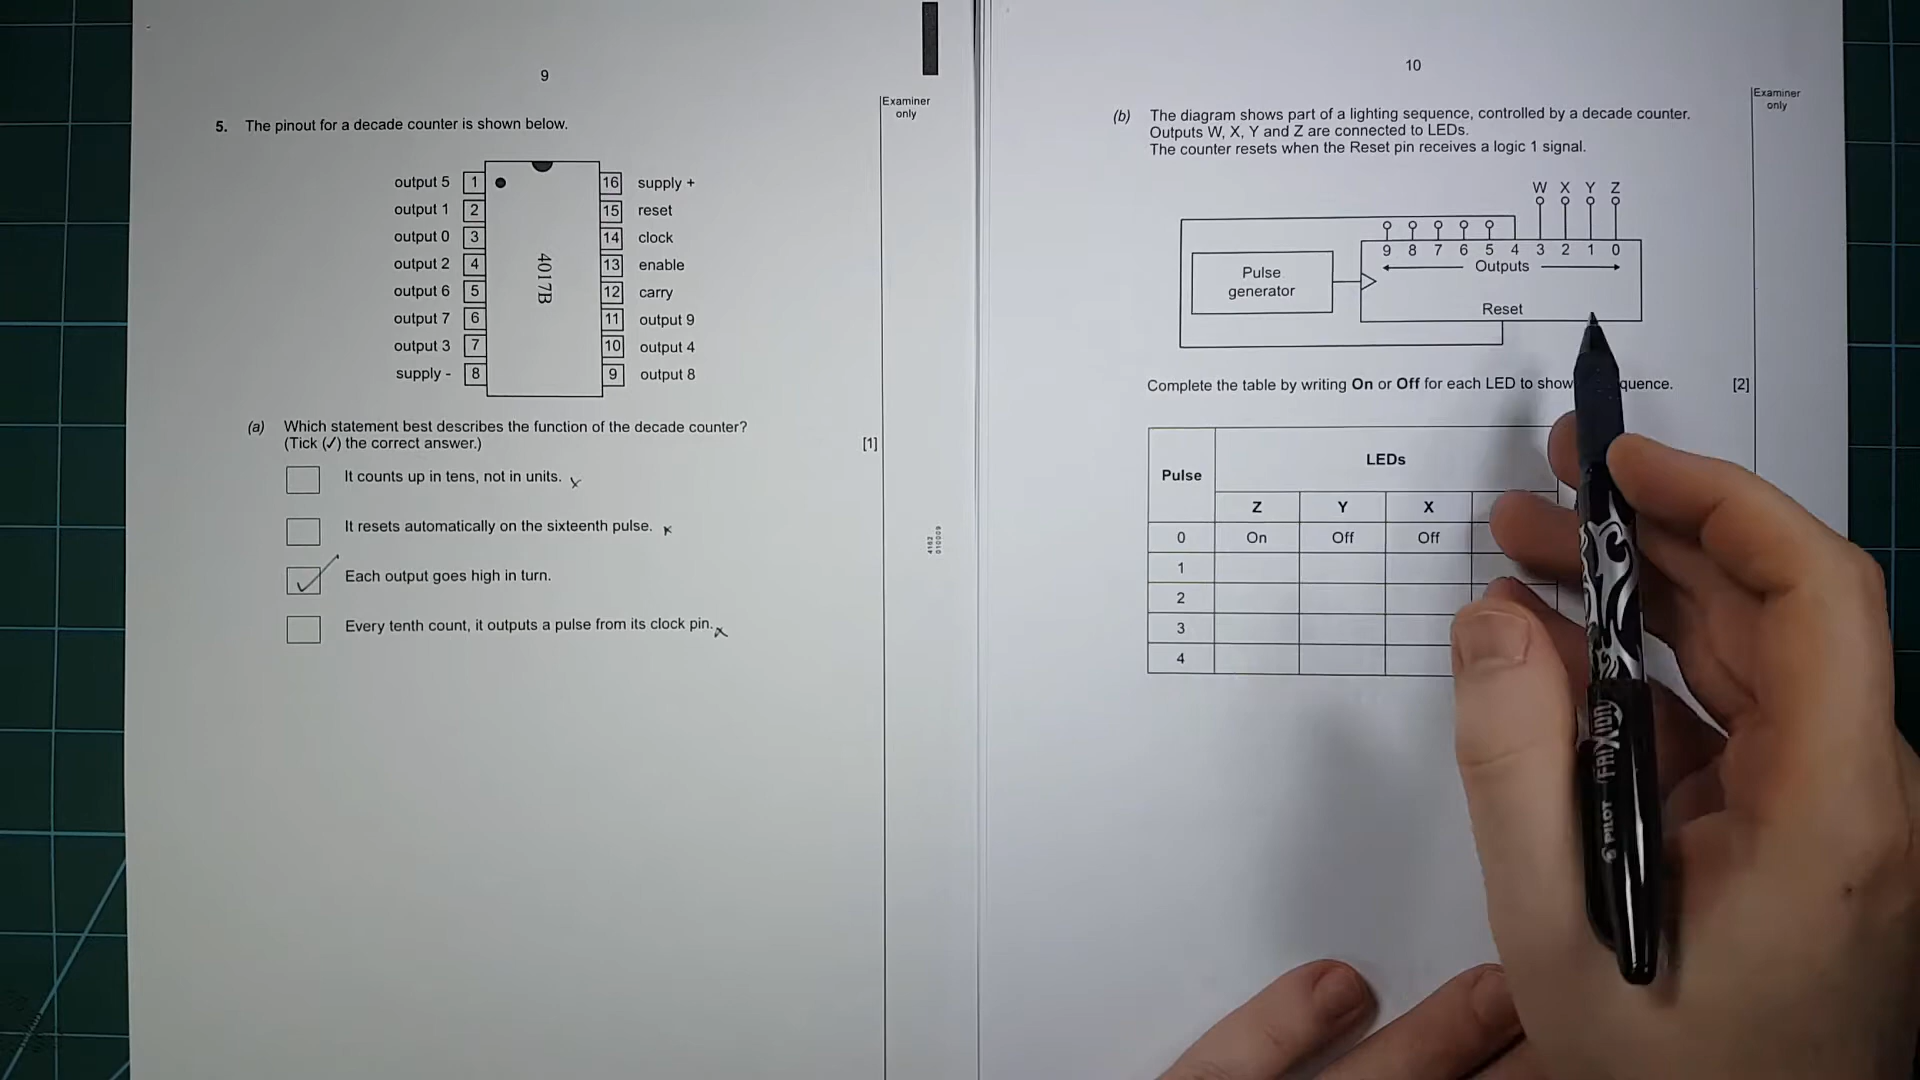 9
Examiner
only
5. The pinout for a decade counter is shown below.
output 5 1 16 supply +
output 1 2 15 reset
output 0 3 14 clock
output 2 4 13 enable
output 6 5 12 carry
output 7 6 11 output 9
output 3 7 10 output 4
supply - 8 9 output 8
4017B
(a) Which statement best describes the function of the decade counter?
(Tick (✓) the correct answer.) [1]
It counts up in tens, not in units. x
It resets automatically on the sixteenth pulse. x
✓ Each output goes high in turn.
Every tenth count, it outputs a pulse from its clock pin. x
4162
010009
10
Examiner
only
(b) The diagram shows part of a lighting sequence, controlled by a decade counter.
Outputs W, X, Y and Z are connected to LEDs.
The counter resets when the Reset pin receives a logic 1 signal.
W X Y Z
9 8 7 6 5 4 3 2 1 0
Outputs
Pulse
generator
Reset
Complete the table by writing On or Off for each LED to show quence. [2]
Pulse LEDs
Z Y X
0 On Off Off
1
2
3
4
PILOT FRIXION